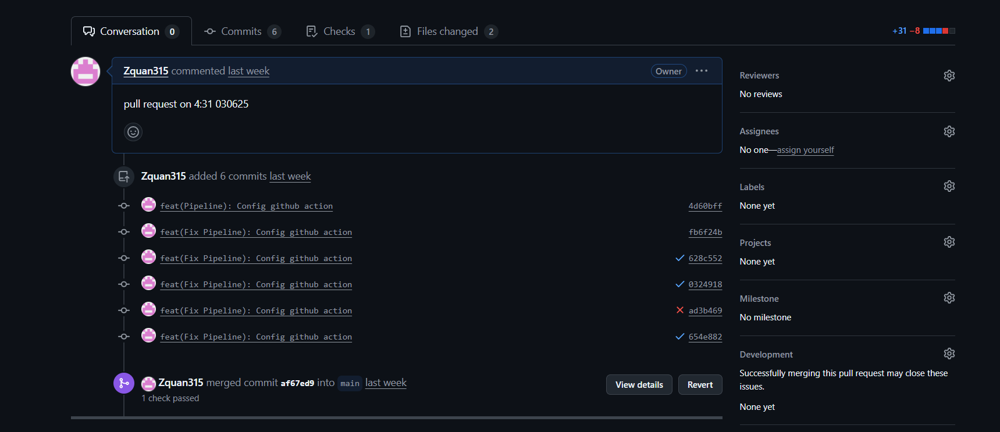 Conversation 0 Commits 6 Checks 1 Files changed 2 +31 −8
Zquan315 commented last week Owner
pull request on 4:31 030625
Zquan315 added 6 commits last week
feat(Pipeline): Config github action 4d60bff
feat(Fix Pipeline): Config github action fb6f24b
feat(Fix Pipeline): Config github action 628c552
feat(Fix Pipeline): Config github action 0324918
feat(Fix Pipeline): Config github action ad3b469
feat(Fix Pipeline): Config github action 654e882
Zquan315 merged commit af67ed9 into main last week View details Revert
1 check passed
Reviewers
No reviews
Assignees
No one—assign yourself
Labels
None yet
Projects
None yet
Milestone
No milestone
Development
Successfully merging this pull request may close these
issues.
None yet